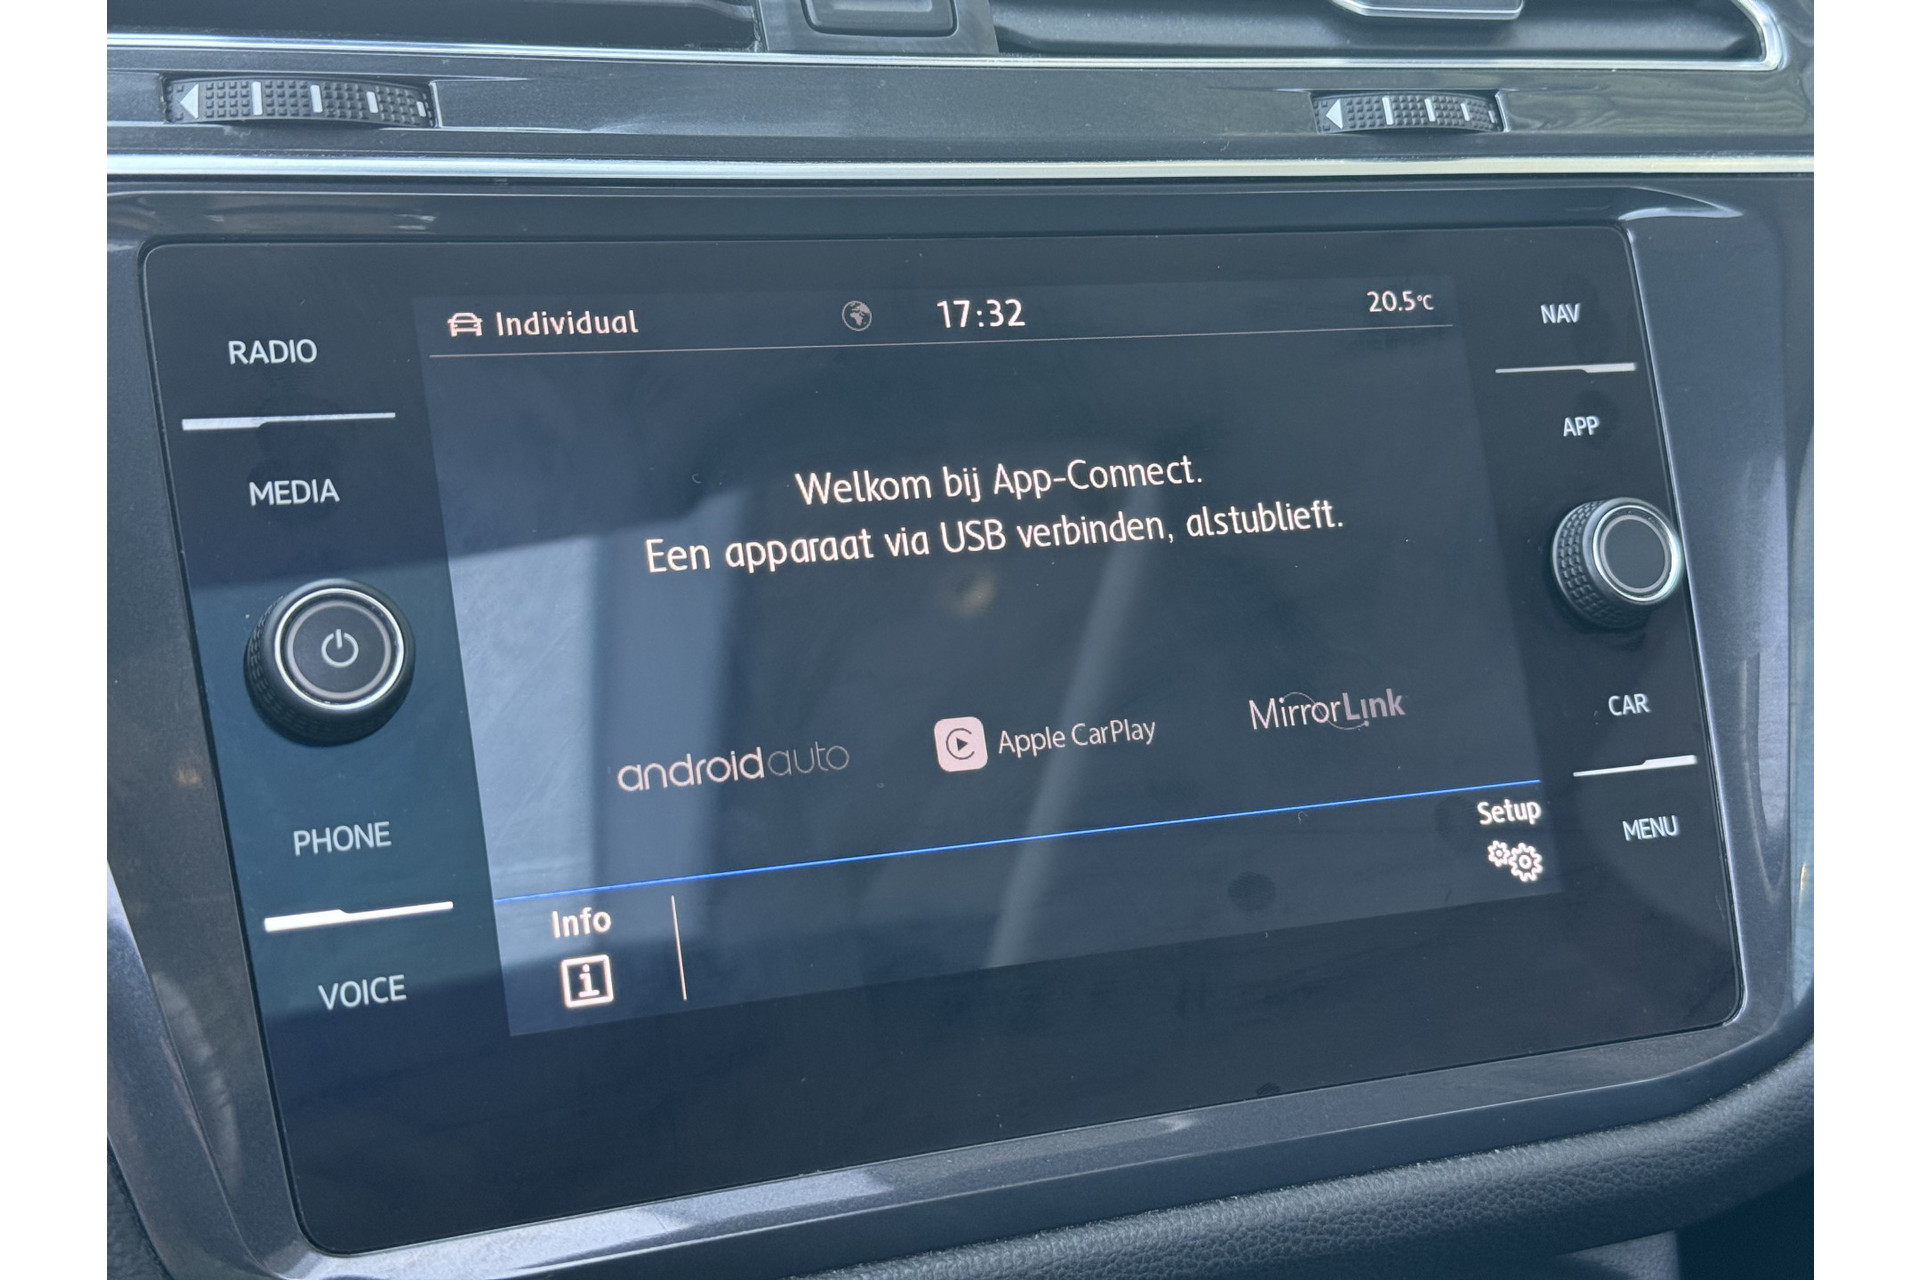 Individual 17:32 20.5°C
Welkom bij App-Connect.
Een apparaat via USB verbinden, alstublieft.
androidauto
Apple CarPlay
MirrorLink
Setup
Info
i
RADIO
MEDIA
PHONE
VOICE
NAV
APP
CAR
MENU